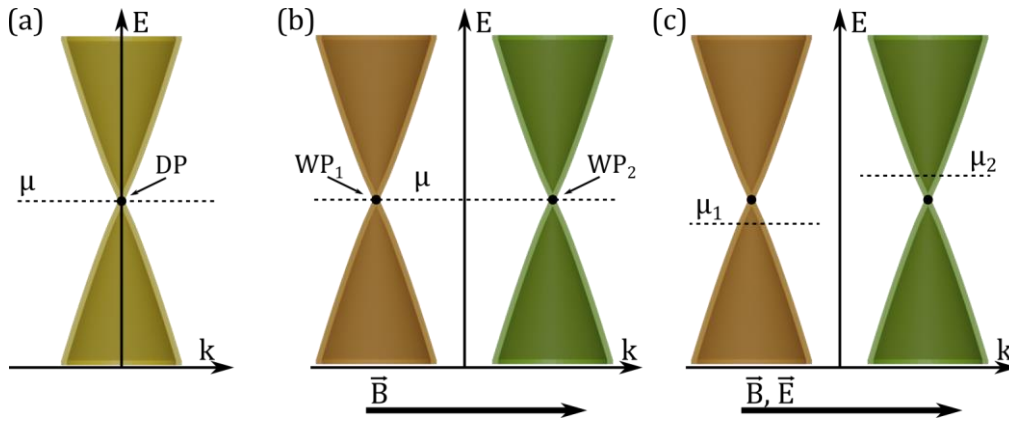 (a)
E
DP
μ
k
(b)
E
WP₁
μ
WP₂
k
B⃗
(c)
E
μ₂
μ₁
k
B⃗, E⃗